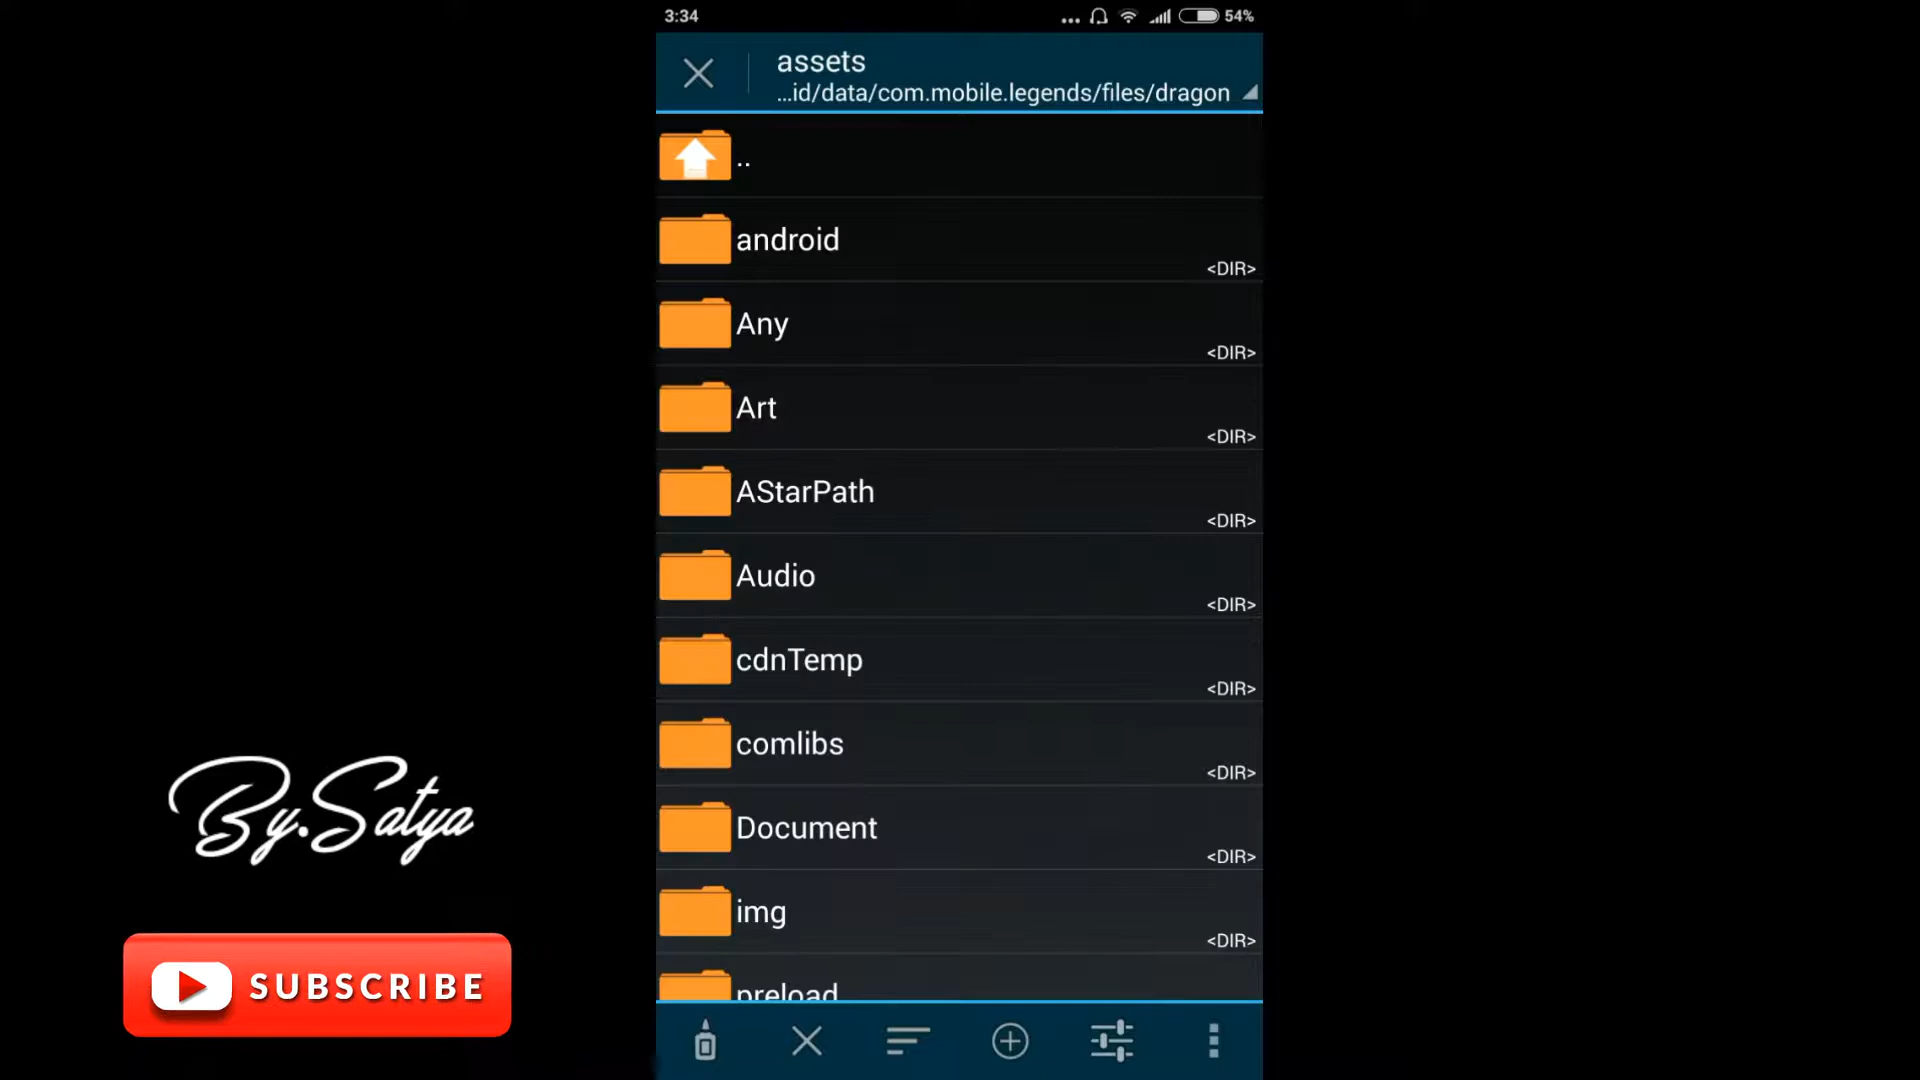 3:34
... 54%
assets
...id/data/com.mobile.legends/files/dragon
..
android
<DIR>
Any
<DIR>
Art
<DIR>
AStarPath
<DIR>
Audio
<DIR>
cdnTemp
<DIR>
comlibs
<DIR>
Document
<DIR>
img
<DIR>
preload
By.Satya
SUBSCRIBE